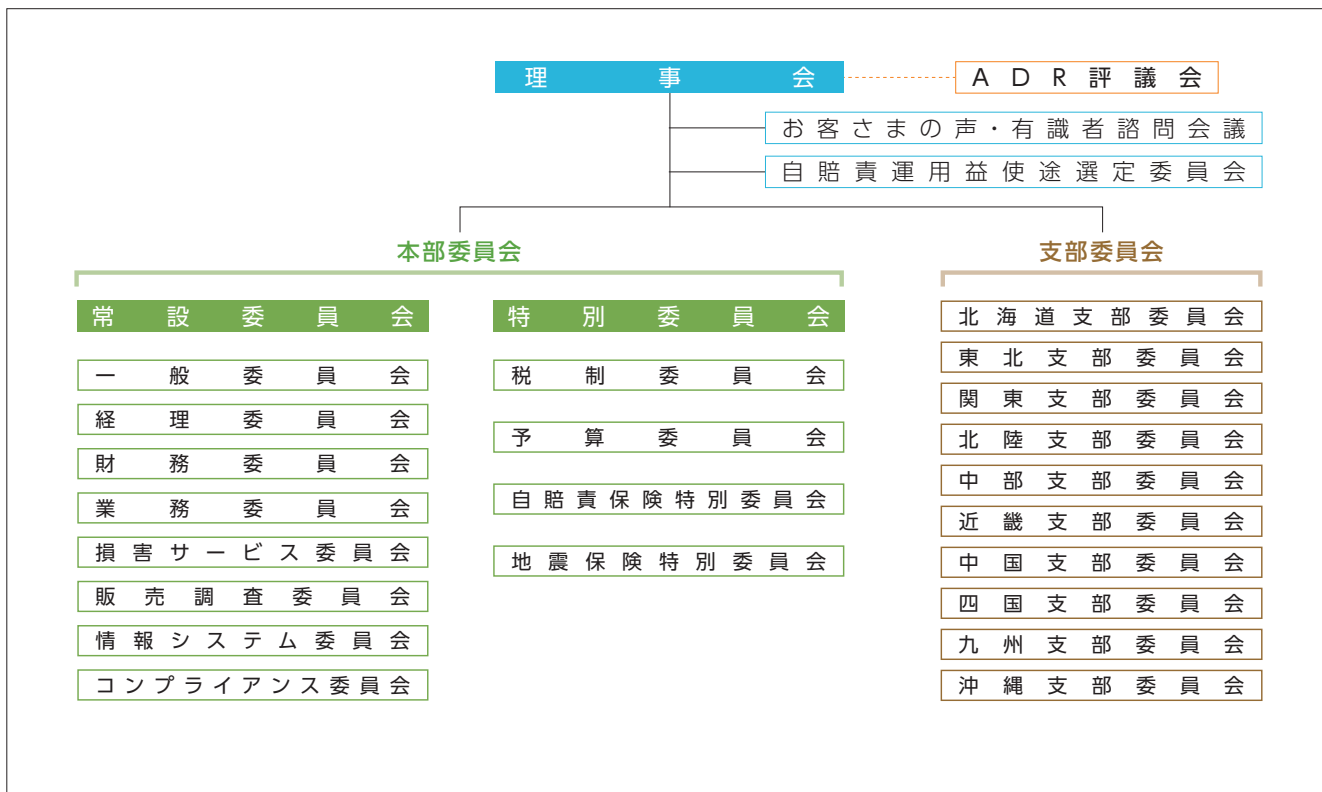 理事会
ADR評議会
お客さまの声・有識者諮問会議
自賠責運用益使途選定委員会
本部委員会
常設委員会
一般委員会
経理委員会
財務委員会
業務委員会
損害サービス委員会
販売調査委員会
情報システム委員会
コンプライアンス委員会
特別委員会
税制委員会
予算委員会
自賠責保険特別委員会
地震保険特別委員会
支部委員会
北海道支部委員会
東北支部委員会
関東支部委員会
北陸支部委員会
中部支部委員会
近畿支部委員会
中国支部委員会
四国支部委員会
九州支部委員会
沖縄支部委員会